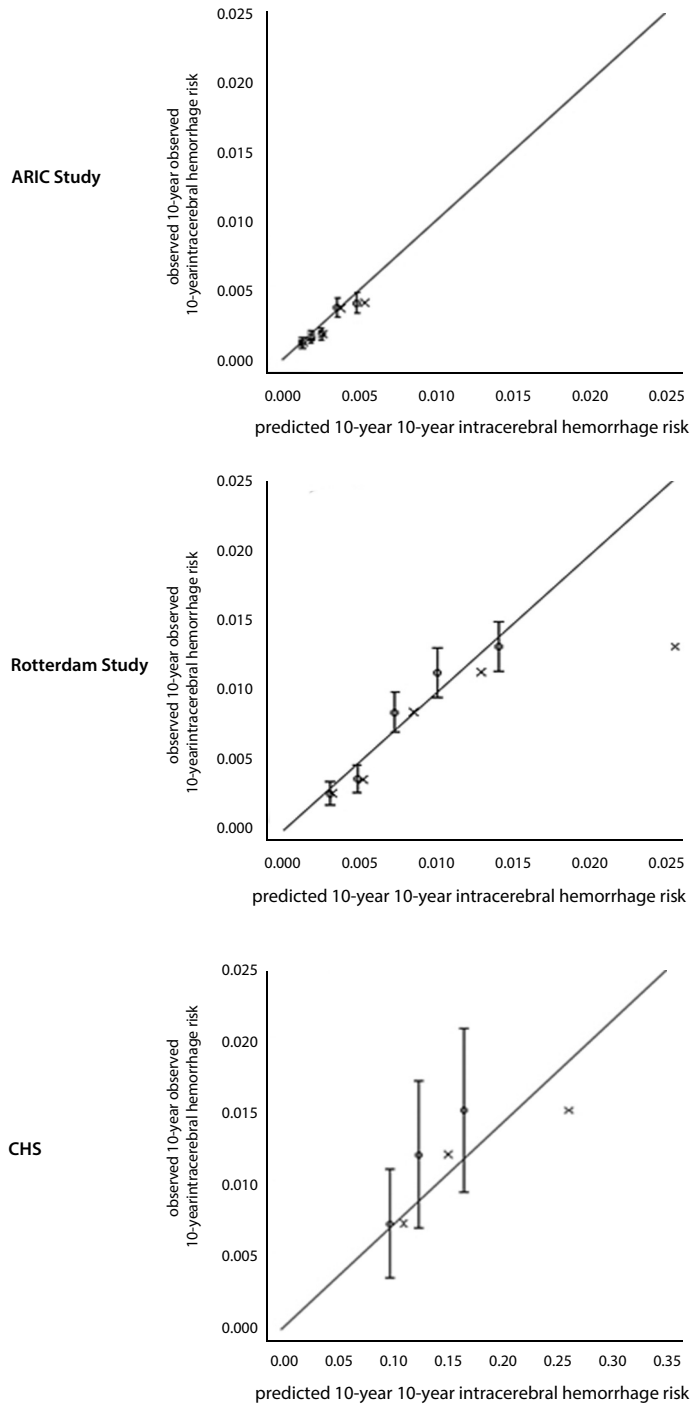 0.025
0.020
0.015
0.010
0.005
0.000
observed 10-year observed
10-yearintracerebral hemorrhage risk
ARIC Study
0.000 0.005 0.010 0.015 0.020 0.025
predicted 10-year 10-year intracerebral hemorrhage risk
0.025
0.020
0.015
0.010
0.005
0.000
observed 10-year observed
10-yearintracerebral hemorrhage risk
Rotterdam Study
0.000 0.005 0.010 0.015 0.020 0.025
predicted 10-year 10-year intracerebral hemorrhage risk
0.025
0.020
0.015
0.010
0.005
0.000
observed 10-year observed
10-yearintracerebral hemorrhage risk
CHS
0.00 0.05 0.10 0.15 0.20 0.25 0.30 0.35
predicted 10-year 10-year intracerebral hemorrhage risk